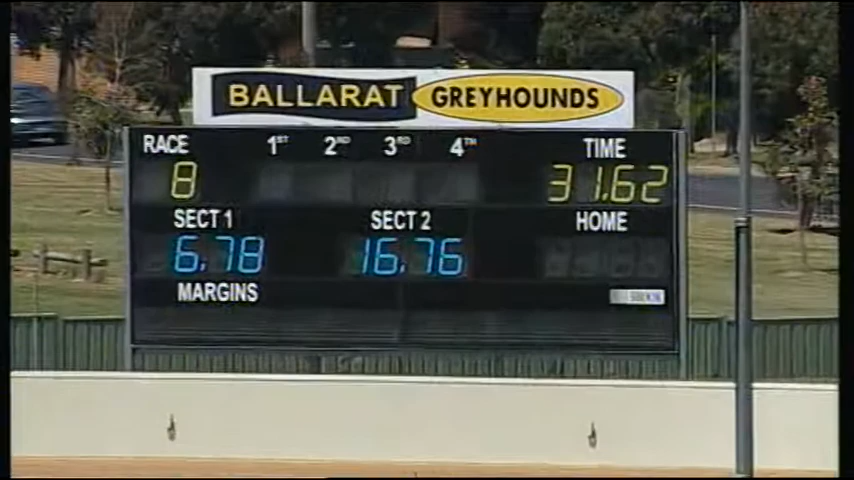 BALLARAT GREYHOUNDS
RACE 1ST 2ND 3RD 4TH TIME
8 31.62
SECT 1 SECT 2 HOME
6.78 16.76
MARGINS